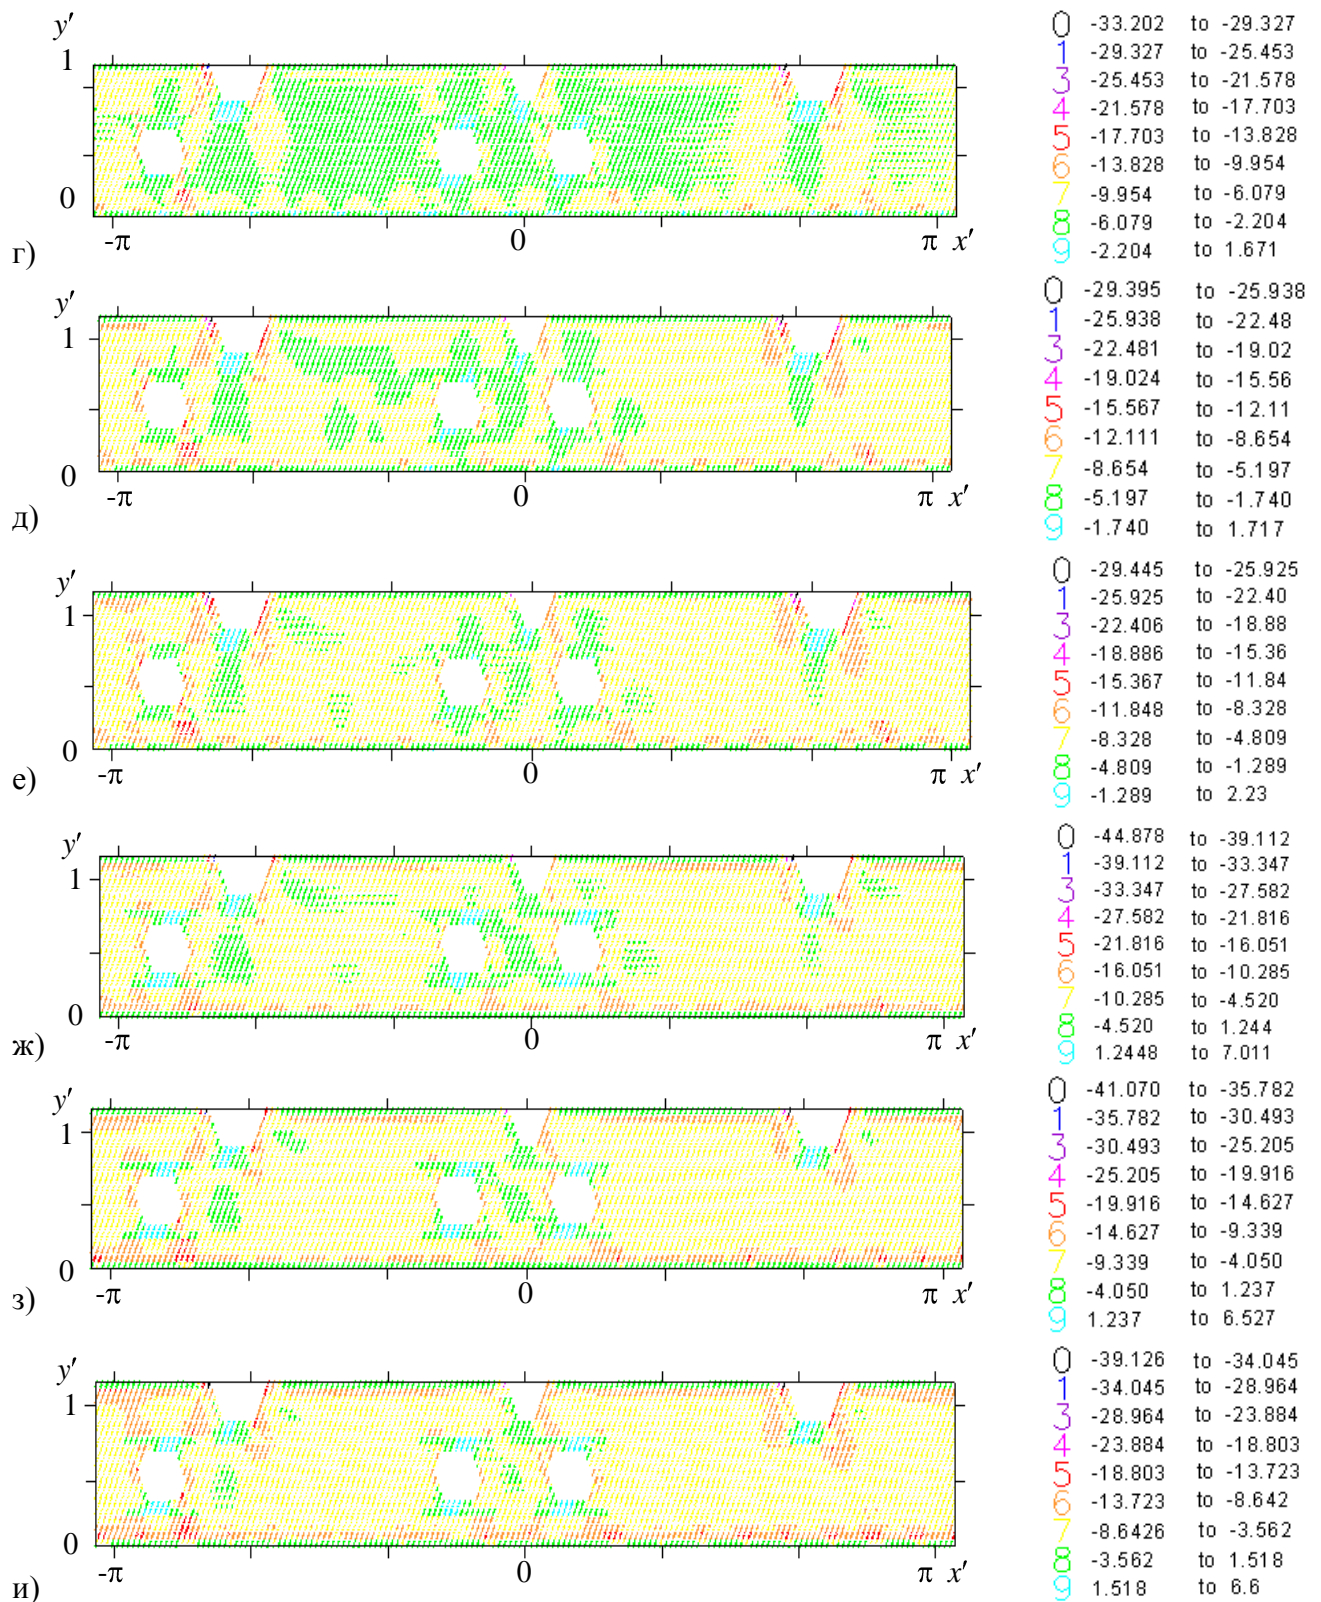 y'
1
0
-π 0 π x'
г)
0 -33.202 to -29.327
1 -29.327 to -25.453
3 -25.453 to -21.578
4 -21.578 to -17.703
5 -17.703 to -13.828
6 -13.828 to -9.954
7 -9.954 to -6.079
8 -6.079 to -2.204
9 -2.204 to 1.671
y'
1
0
-π 0 π x'
д)
0 -29.395 to -25.938
1 -25.938 to -22.48
3 -22.481 to -19.02
4 -19.024 to -15.56
5 -15.567 to -12.11
6 -12.111 to -8.654
7 -8.654 to -5.197
8 -5.197 to -1.740
9 -1.740 to 1.717
y'
1
0
-π 0 π x'
е)
0 -29.445 to -25.925
1 -25.925 to -22.40
3 -22.406 to -18.88
4 -18.886 to -15.36
5 -15.367 to -11.84
6 -11.848 to -8.328
7 -8.328 to -4.809
8 -4.809 to -1.289
9 -1.289 to 2.23
y'
1
0
-π 0 π x'
ж)
0 -44.878 to -39.112
1 -39.112 to -33.347
3 -33.347 to -27.582
4 -27.582 to -21.816
5 -21.816 to -16.051
6 -16.051 to -10.285
7 -10.285 to -4.520
8 -4.520 to 1.244
9 1.2448 to 7.011
y'
1
0
-π 0 π x'
з)
0 -41.070 to -35.782
1 -35.782 to -30.493
3 -30.493 to -25.205
4 -25.205 to -19.916
5 -19.916 to -14.627
6 -14.627 to -9.339
7 -9.339 to -4.050
8 -4.050 to 1.237
9 1.237 to 6.527
y'
1
0
-π 0 π x'
и)
0 -39.126 to -34.045
1 -34.045 to -28.964
3 -28.964 to -23.884
4 -23.884 to -18.803
5 -18.803 to -13.723
6 -13.723 to -8.642
7 -8.6426 to -3.562
8 -3.562 to 1.518
9 1.518 to 6.6